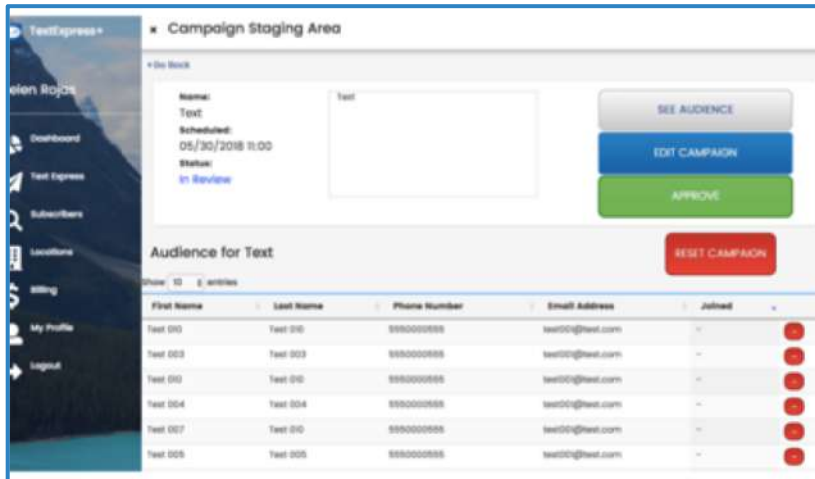 TextExpress+
elen Rojas
Dashboard
Text Express
Subscribers
Locations
Billing
My Profile
Logout
× Campaign Staging Area
Go Back
Name:
Text
Scheduled:
05/30/2018 11:00
Status:
In Review
Text
SEE AUDIENCE
EDIT CAMPAIGN
APPROVE
Audience for Text
RESET CAMPAIGN
Show 10 entries
First Name Last Name Phone Number Email Address Joined
Test 010 Test 010 5550000555 test001@test.com -
Test 003 Test 003 5550000555 test001@test.com -
Test 010 Test 010 5550000555 test001@test.com -
Test 004 Test 004 5550000555 test001@test.com -
Test 007 Test 010 5550000555 test001@test.com -
Test 005 Test 005 5550000555 test001@test.com -